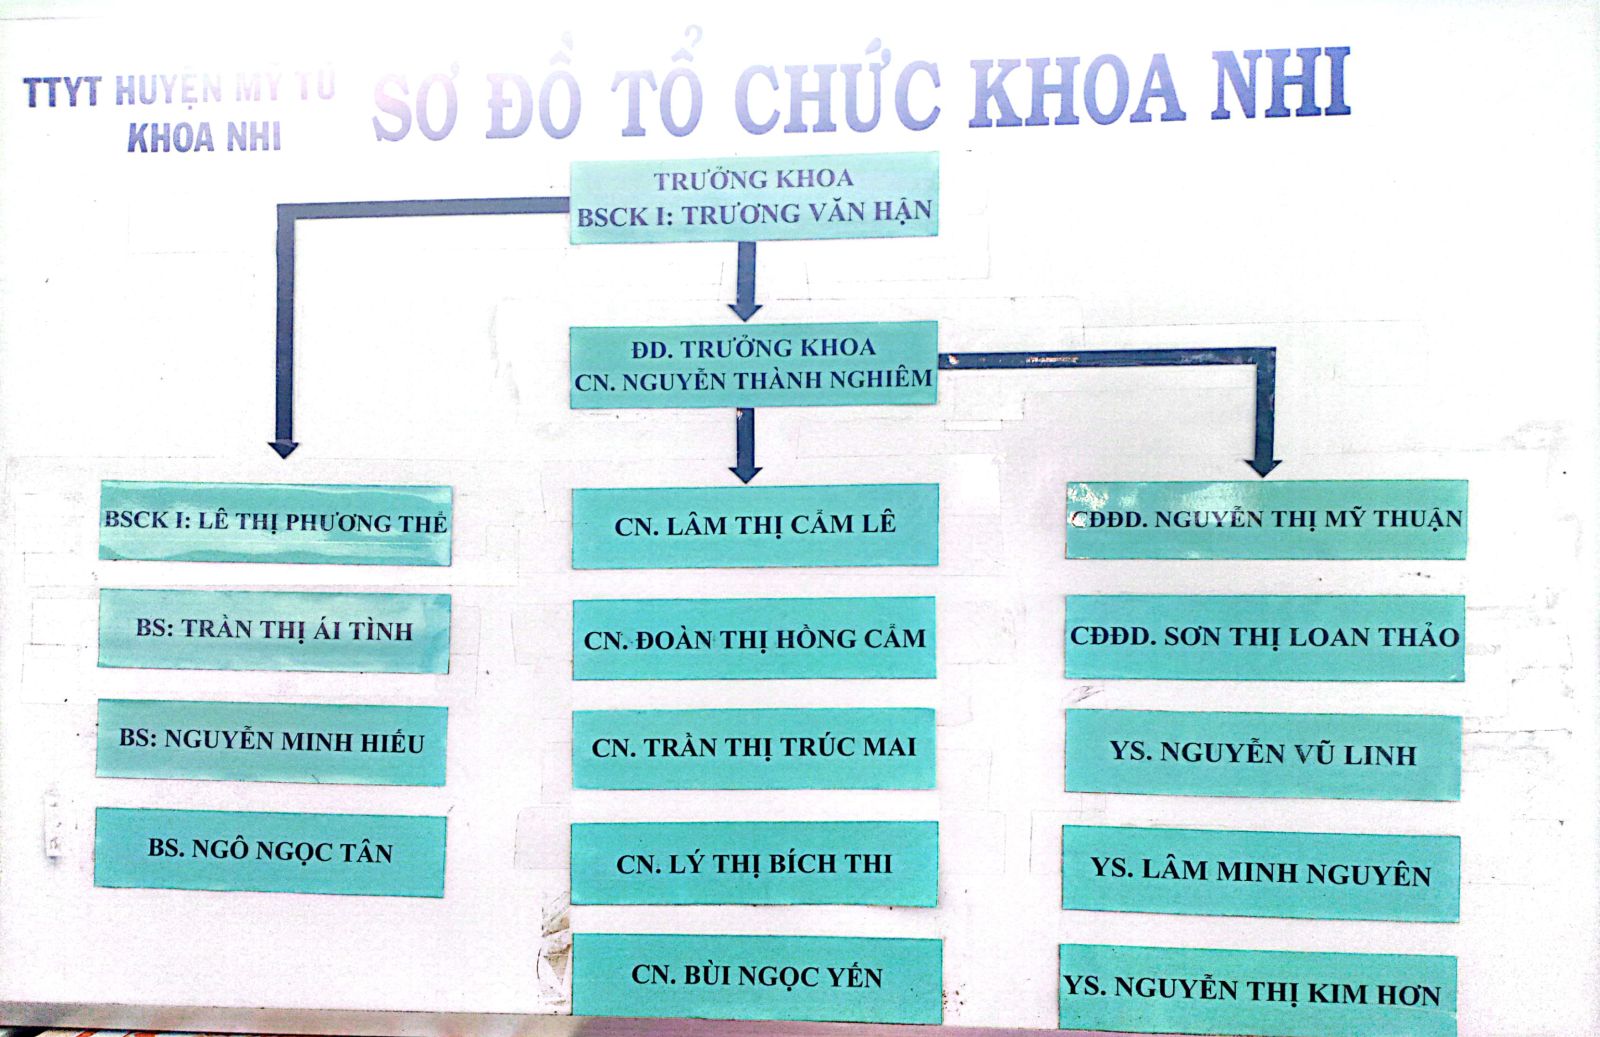 TTYT HUYỆN MỸ TÚ
KHOA NHI
SƠ ĐỒ TỔ CHỨC KHOA NHI
TRƯỞNG KHOA
BSCK I: TRƯƠNG VĂN HẬN
ĐD. TRƯỞNG KHOA
CN. NGUYỄN THÀNH NGHIÊM
BSCK I: LÊ THỊ PHƯƠNG THẾ
BS: TRẦN THỊ ÁI TÌNH
BS: NGUYỄN MINH HIẾU
BS. NGÔ NGỌC TÂN
CN. LÂM THỊ CẨM LÊ
CN. ĐOÀN THỊ HỒNG CẨM
CN. TRẦN THỊ TRÚC MAI
CN. LÝ THỊ BÍCH THI
CN. BÙI NGỌC YẾN
CĐĐD. NGUYỄN THỊ MỸ THUẬN
CĐĐD. SƠN THỊ LOAN THẢO
YS. NGUYỄN VŨ LINH
YS. LÂM MINH NGUYÊN
YS. NGUYỄN THỊ KIM HƠN